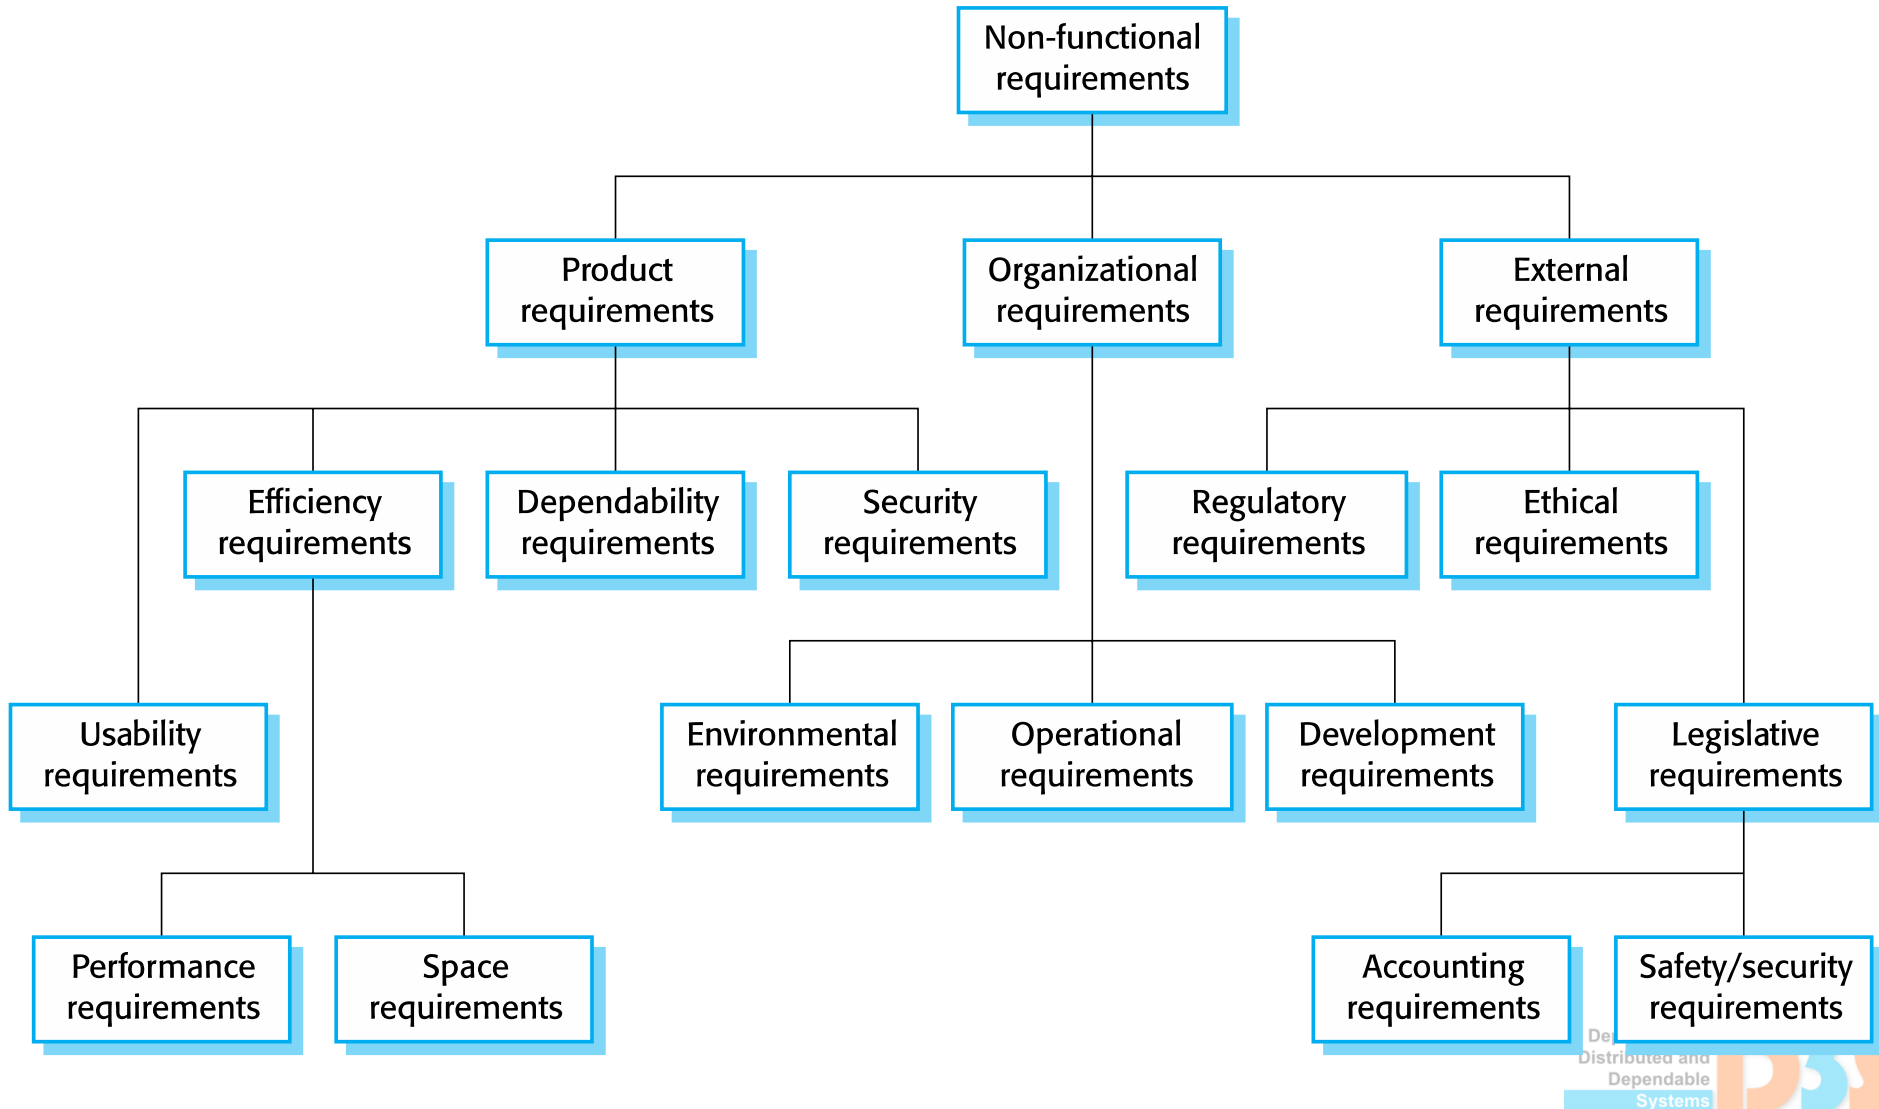 Non-functional
requirements
Product
requirements
Organizational
requirements
External
requirements
Efficiency
requirements
Dependability
requirements
Security
requirements
Regulatory
requirements
Ethical
requirements
Usability
requirements
Environmental
requirements
Operational
requirements
Development
requirements
Legislative
requirements
Performance
requirements
Space
requirements
Accounting
requirements
Safety/security
requirements
Distributed and
Dependable
Systems